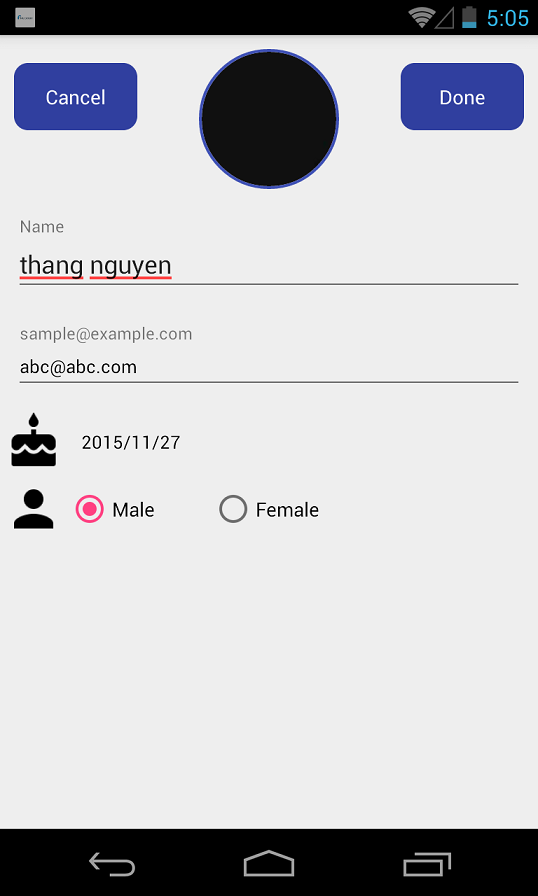 5:05
Cancel
Done
Name
thang nguyen
sample@example.com
abc@abc.com
2015/11/27
Male
Female